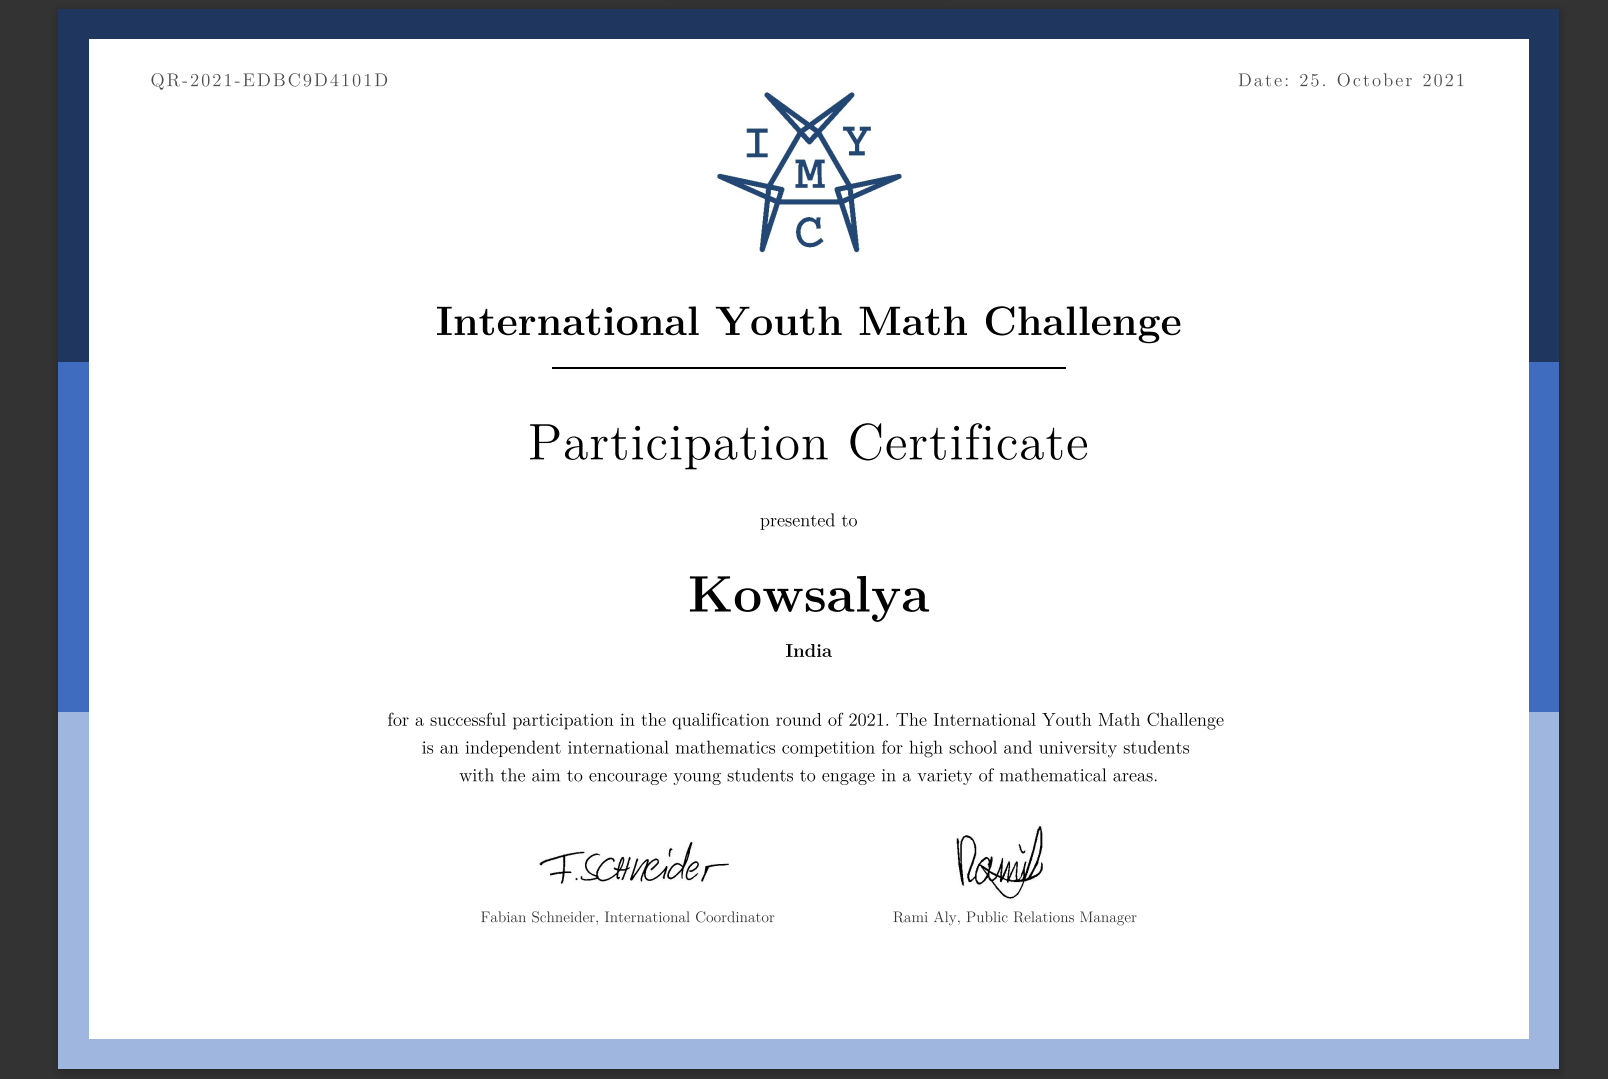 QR-2021-EDBC9D4101D
Date: 25. October 2021
I Y
M
C
International Youth Math Challenge
Participation Certificate
presented to
Kowsalya
India
for a successful participation in the qualification round of 2021. The International Youth Math Challenge
is an independent international mathematics competition for high school and university students
with the aim to encourage young students to engage in a variety of mathematical areas.
F.SCHNEider
Rami
Fabian Schneider, International Coordinator
Rami Aly, Public Relations Manager